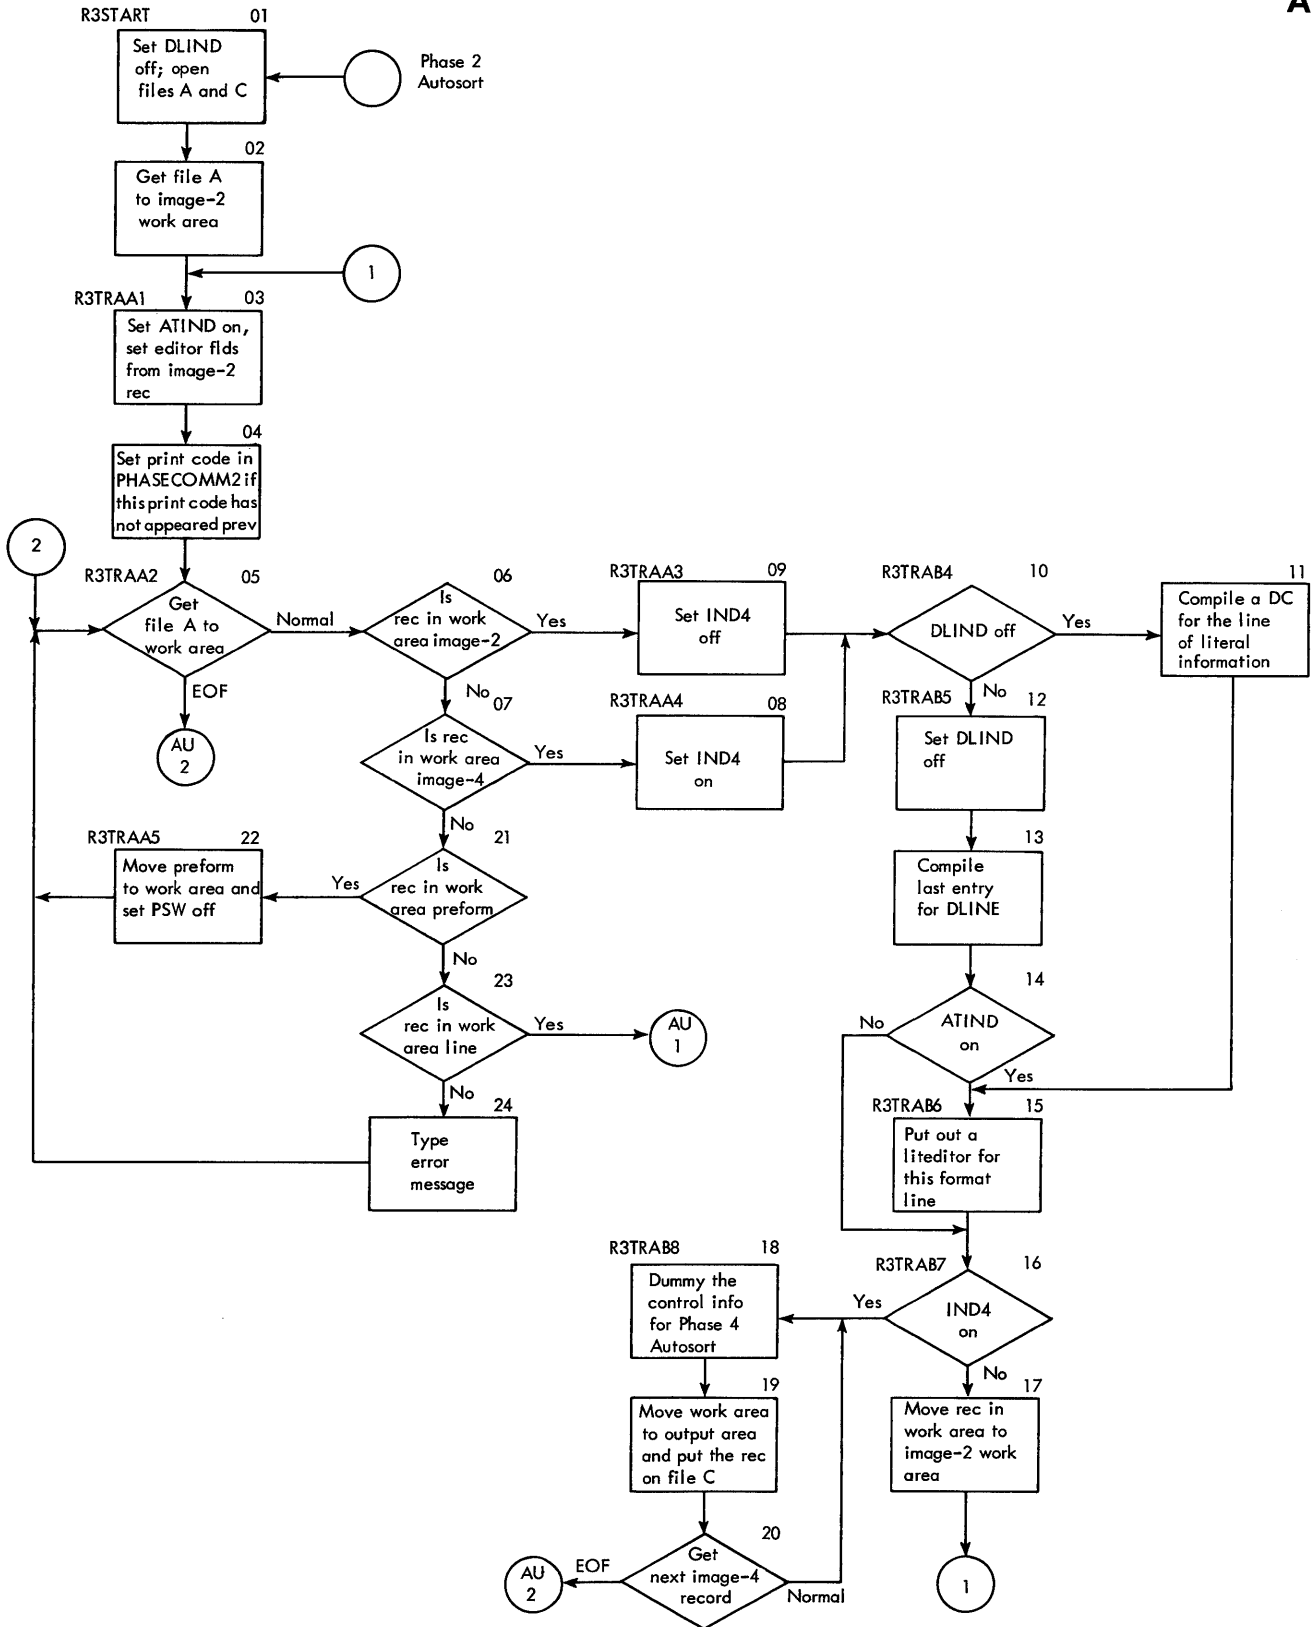 A
R3START 01
Set DLIND
off; open
files A and C
Phase 2
Autosort
02
Get file A
to image-2
work area
1
R3TRAA1 03
Set ATIND on,
set editor flds
from image-2
rec
04
Set print code in
PHASECOMM2 if
this print code has
not appeared prev
2
R3TRAA2 05
Get
file A to
work area
Normal
EOF
AU
2
06
Is
rec in work
area image-2
Yes
No
R3TRAA3 09
Set IND4
off
R3TRAB4 10
DLIND off
Yes
No
11
Compile a DC
for the line
of literal
information
07
Is rec
in work area
image-4
Yes
No
R3TRAA4 08
Set IND4
on
R3TRAB5 12
Set DLIND
off
R3TRAA5 22
Move preform
to work area and
set PSW off
21
Is
rec in work
area preform
Yes
No
13
Compile
last entry
for DLINE
23
Is
rec in work
area line
Yes
No
AU
1
14
ATIND
on
No
Yes
24
Type
error
message
R3TRAB6 15
Put out a
liteditor for
this format
line
R3TRAB7 16
IND4
on
Yes
No
R3TRAB8 18
Dummy the
control info
for Phase 4
Autosort
17
Move rec in
work area to
image-2 work
area
19
Move work area
to output area
and put the rec
on file C
20
Get
next image-4
record
EOF
Normal
AU
2
1